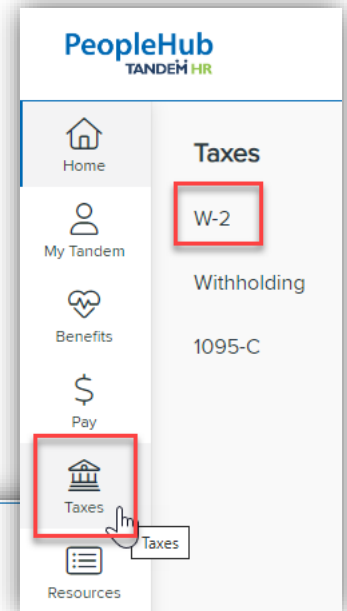 PeopleHub
TANDEM HR
Home
My Tandem
Benefits
Pay
Taxes
Resources
Taxes
W-2
Withholding
1095-C
Taxes